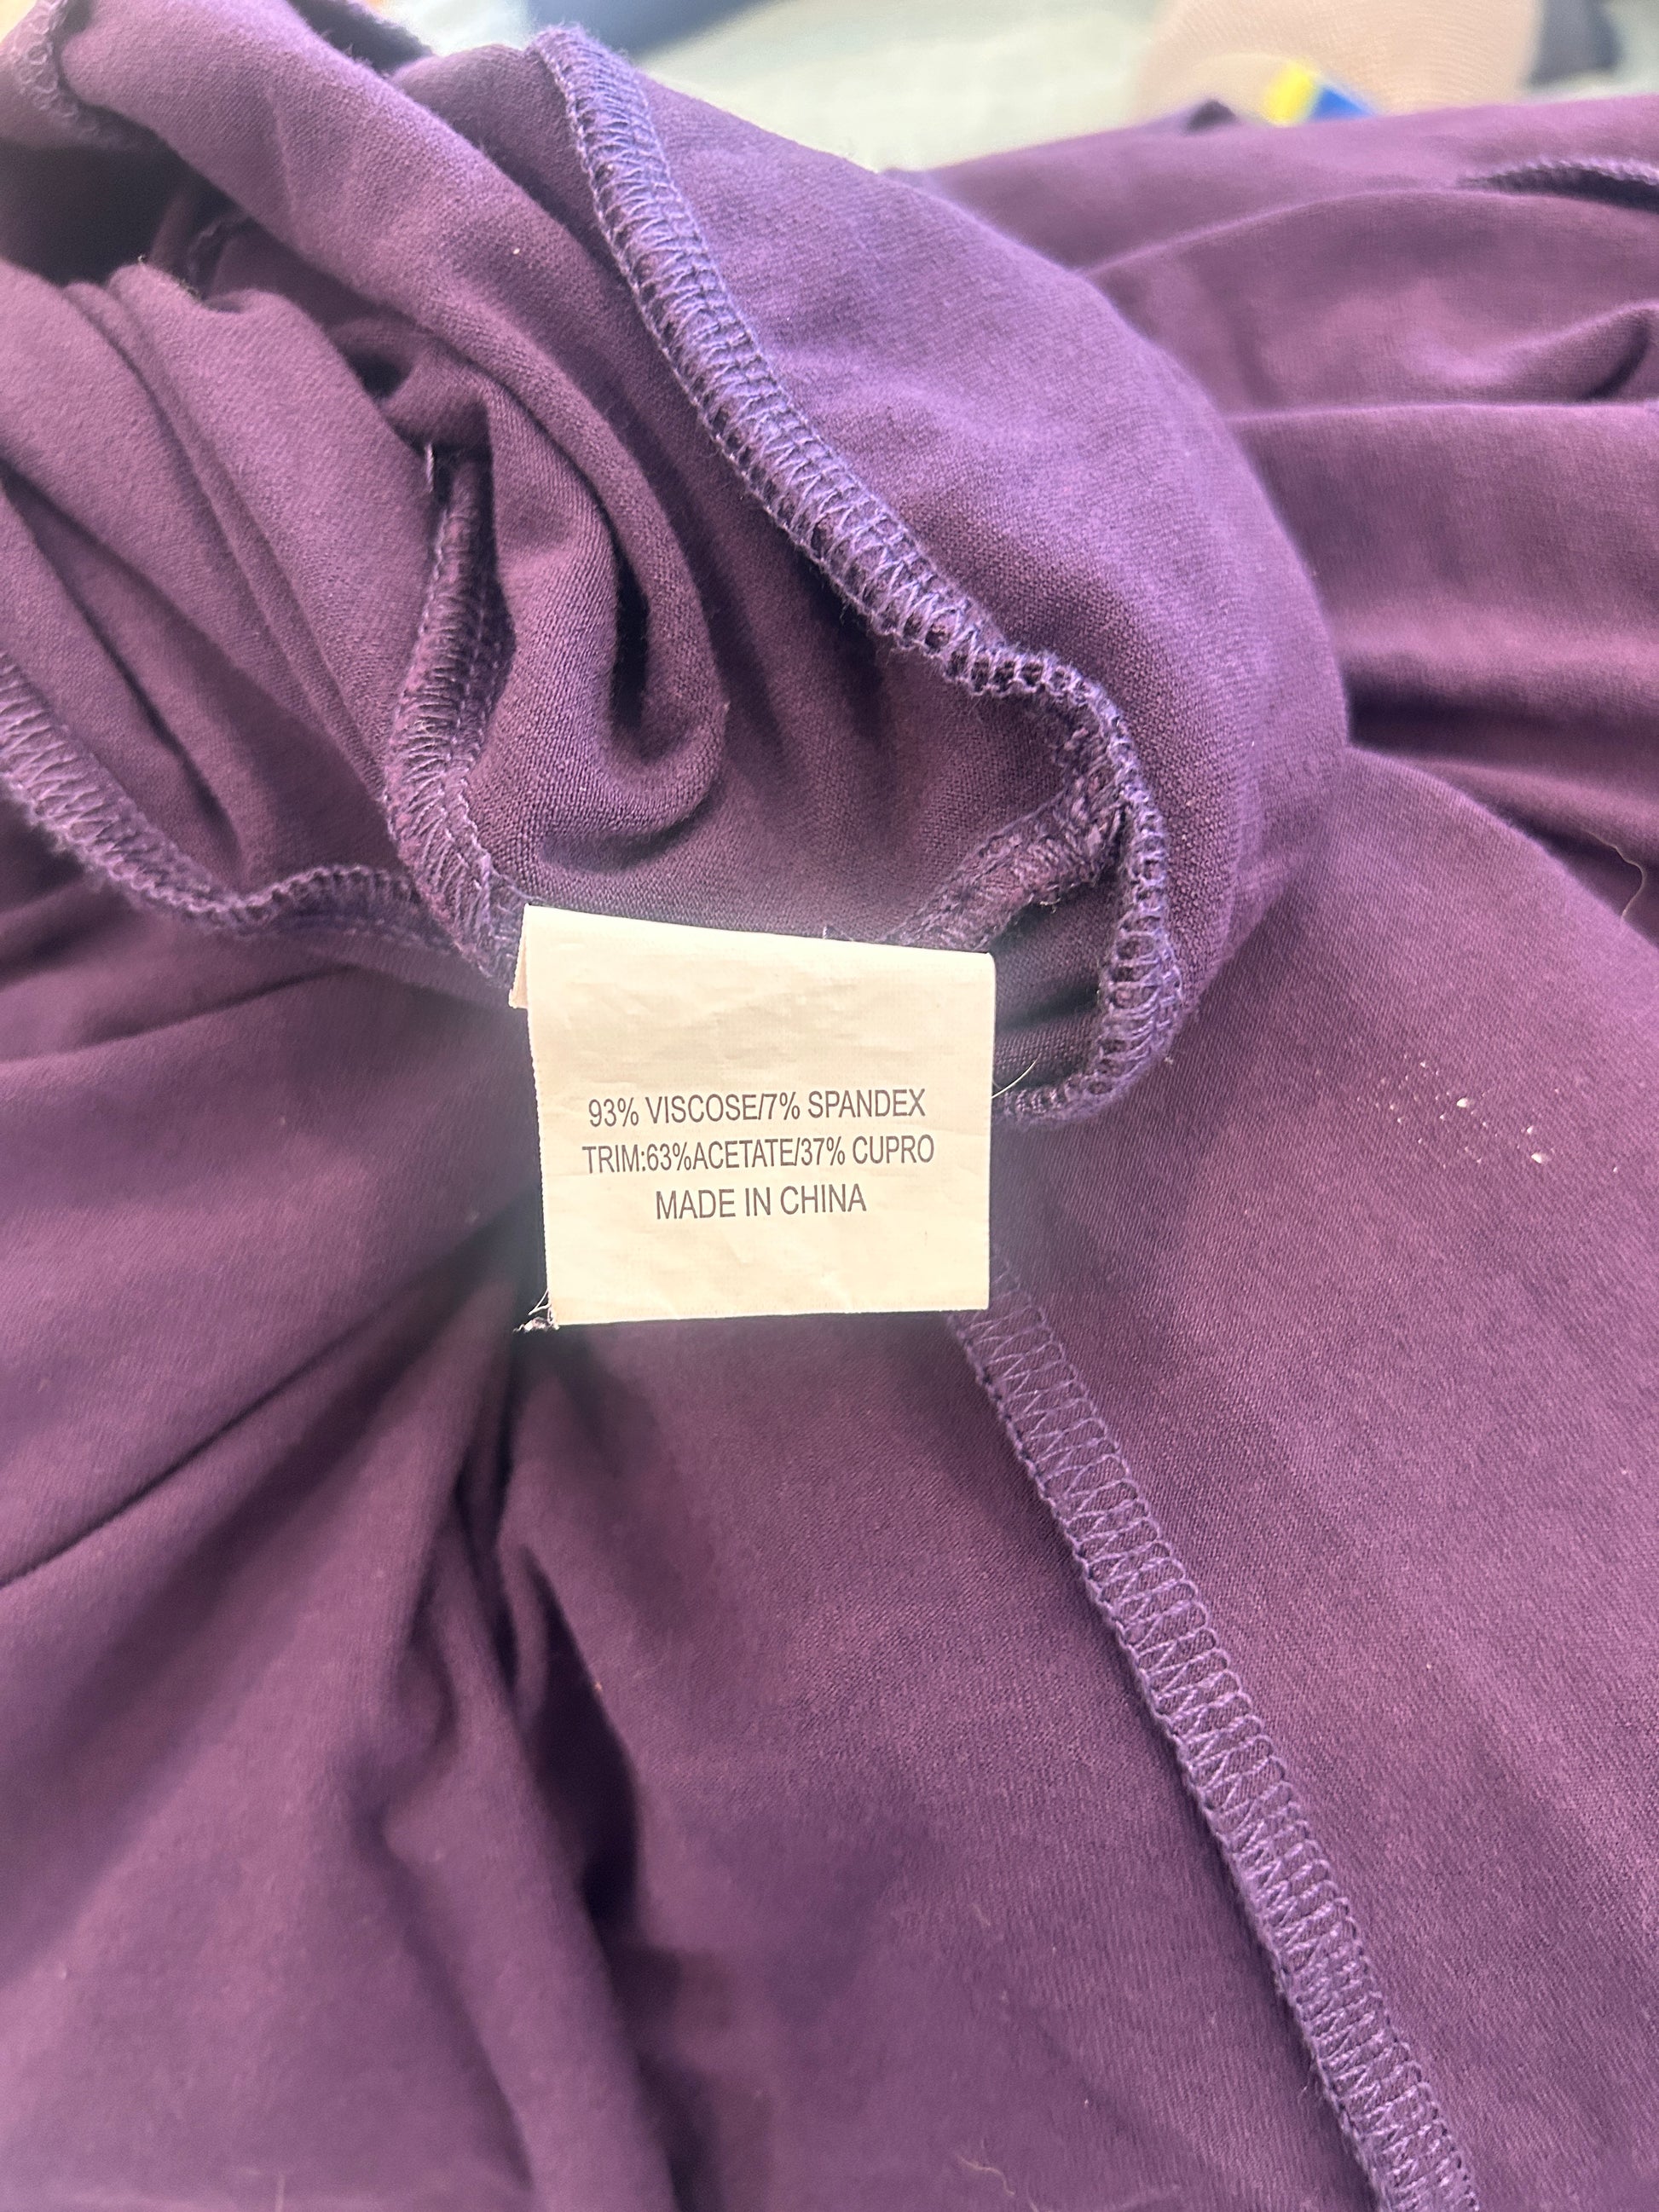 93% VISCOSE/7% SPANDEX
TRIM:63%ACETATE/37% CUPRO
MADE IN CHINA